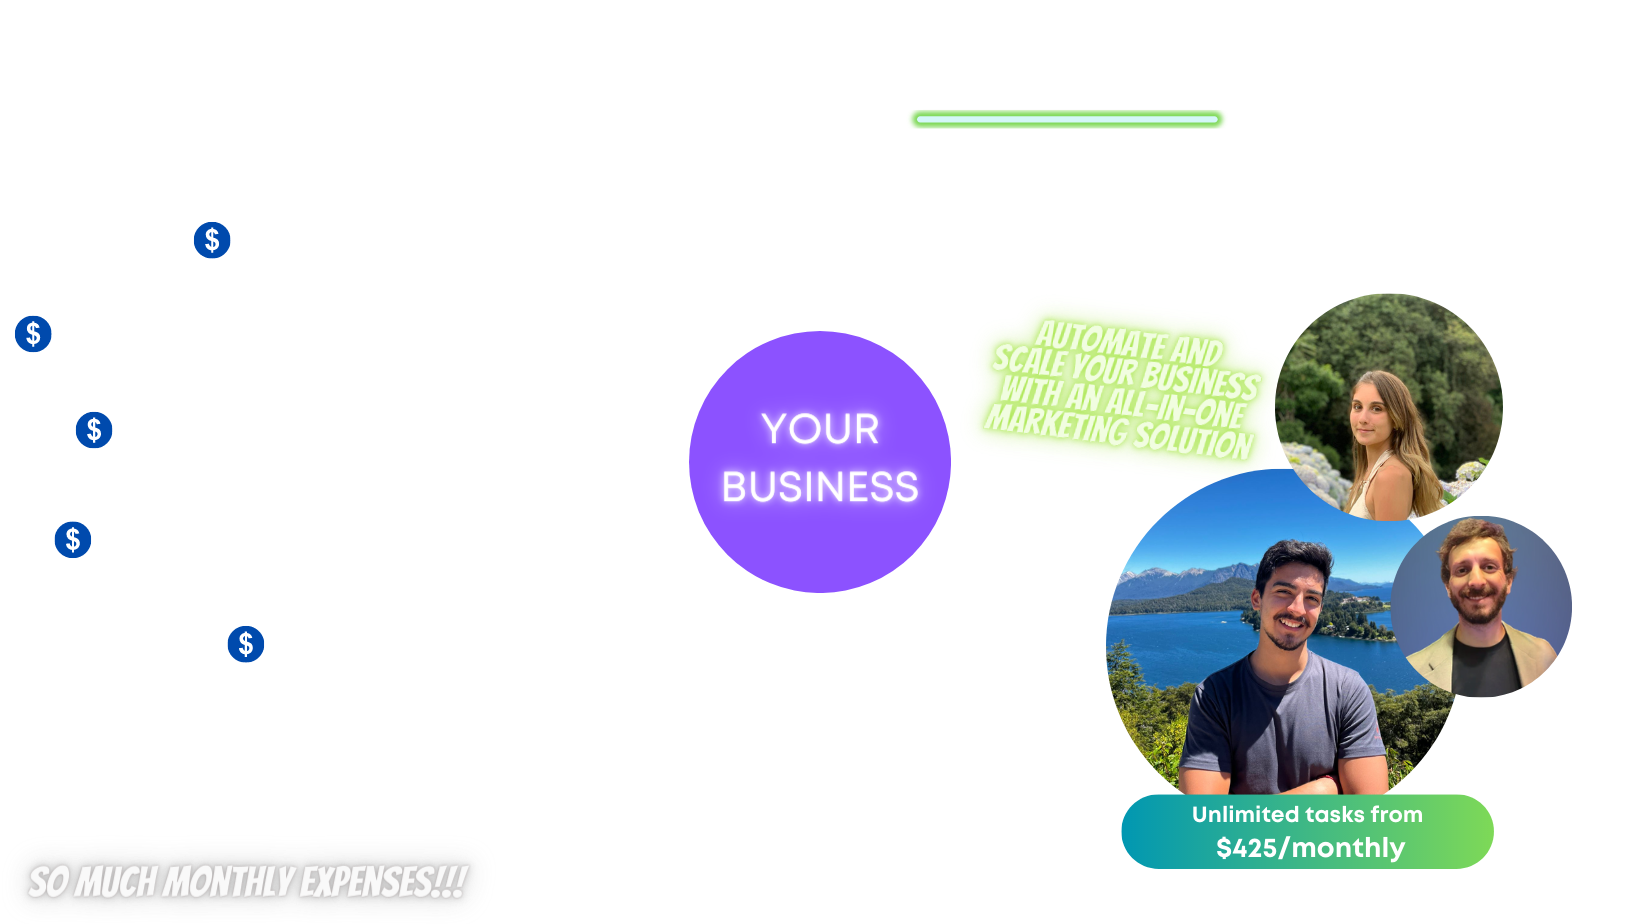 $
$
$
$
$
YOUR
BUSINESS
AUTOMATE AND
SCALE YOUR BUSINESS
WITH AN ALL-IN-ONE
MARKETING SOLUTION
Unlimited tasks from
$425/monthly
SO MUCH MONTHLY EXPENSES!!!